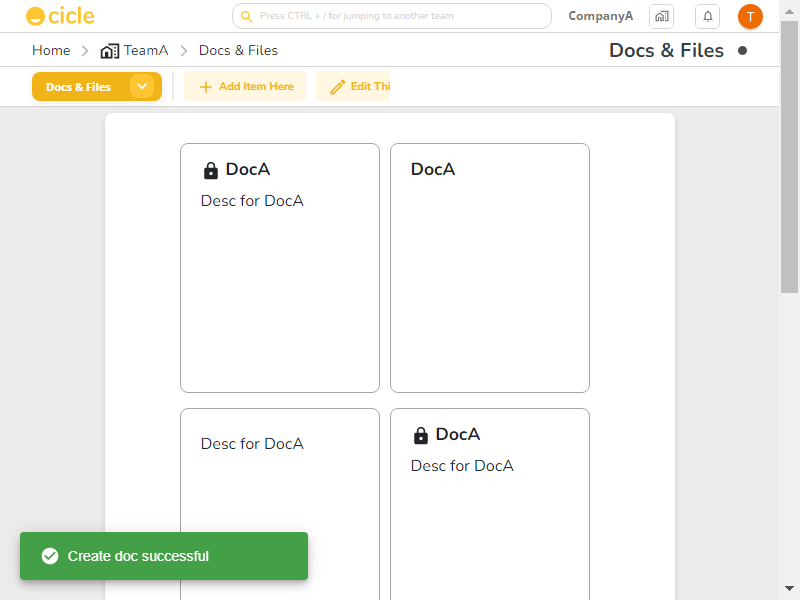 cicle
Press CTRL + / for jumping to another team
CompanyA
T
Home
TeamA
Docs & Files
Docs & Files
Docs & Files
Add Item Here
Edit Thi
DocA
Desc for DocA
DocA
Desc for DocA
DocA
Desc for DocA
Create doc successful